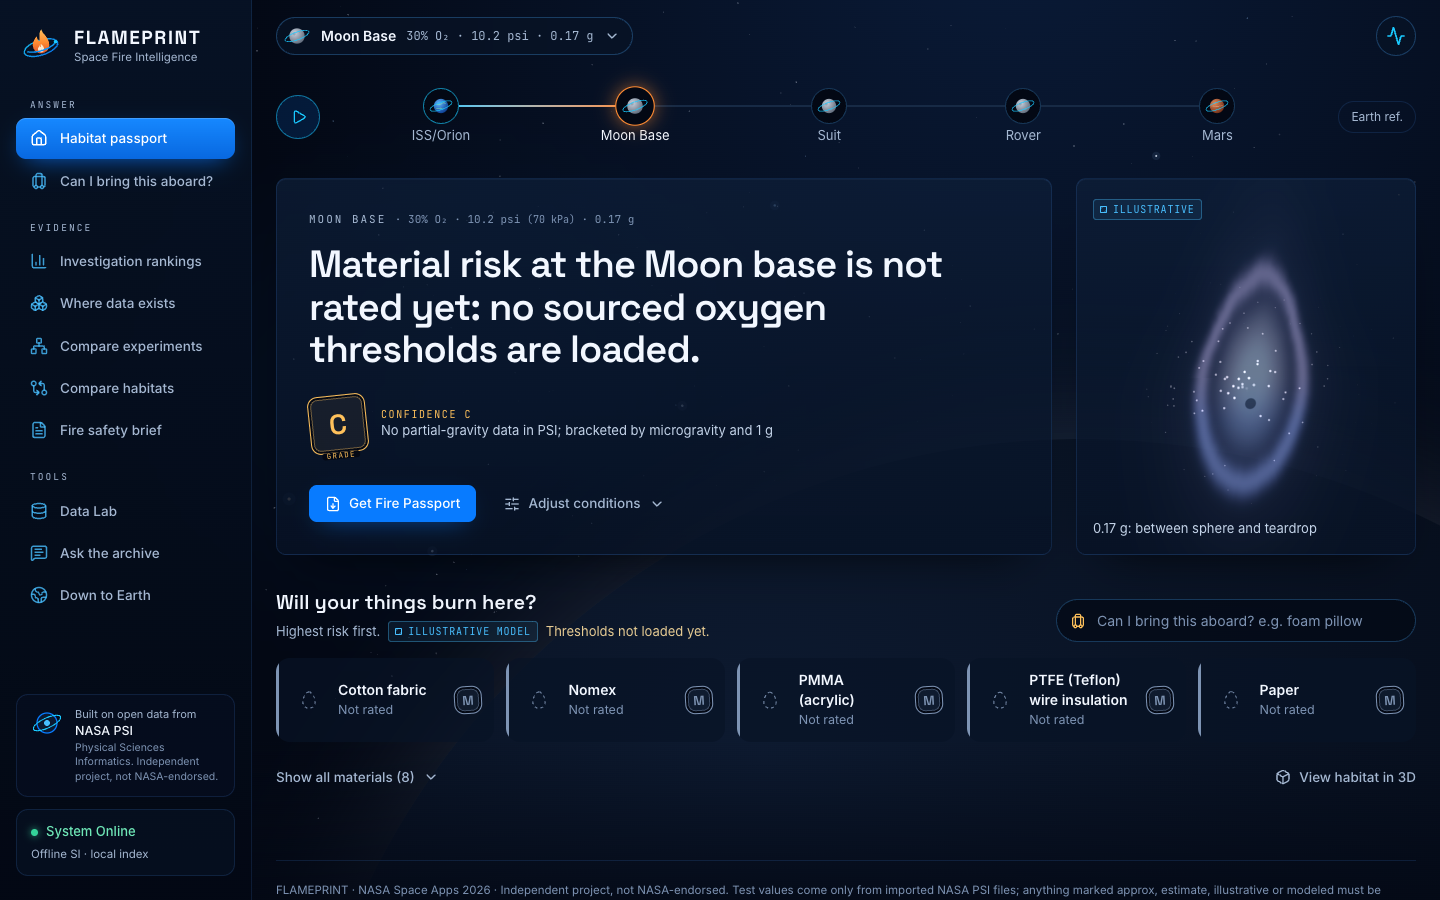 FLAMEPRINT
Space Fire Intelligence
ANSWER
Habitat passport
Can I bring this aboard?
EVIDENCE
Investigation rankings
Where data exists
Compare experiments
Compare habitats
Fire safety brief
TOOLS
Data Lab
Ask the archive
Down to Earth
Built on open data from
NASA PSI
Physical Sciences
Informatics. Independent
project, not NASA-endorsed.
System Online
Offline SI · local index
Moon Base 30% O₂ · 10.2 psi · 0.17 g
ISS/Orion
Moon Base
Suit
Rover
Mars
Earth ref.
MOON BASE · 30% O₂ · 10.2 psi (70 kPa) · 0.17 g
Material risk at the Moon base is not
rated yet: no sourced oxygen
thresholds are loaded.
C
GRADE
CONFIDENCE C
No partial-gravity data in PSI; bracketed by microgravity and 1 g
Get Fire Passport
Adjust conditions
ILLUSTRATIVE
0.17 g: between sphere and teardrop
Will your things burn here?
Highest risk first. ILLUSTRATIVE MODEL Thresholds not loaded yet.
Can I bring this aboard? e.g. foam pillow
Cotton fabric
Not rated
M
Nomex
Not rated
M
PMMA
(acrylic)
Not rated
M
PTFE (Teflon)
wire insulation
Not rated
M
Paper
Not rated
M
Show all materials (8)
View habitat in 3D
FLAMEPRINT · NASA Space Apps 2026 · Independent project, not NASA-endorsed. Test values come only from imported NASA PSI files; anything marked approx, estimate, illustrative or modeled must be